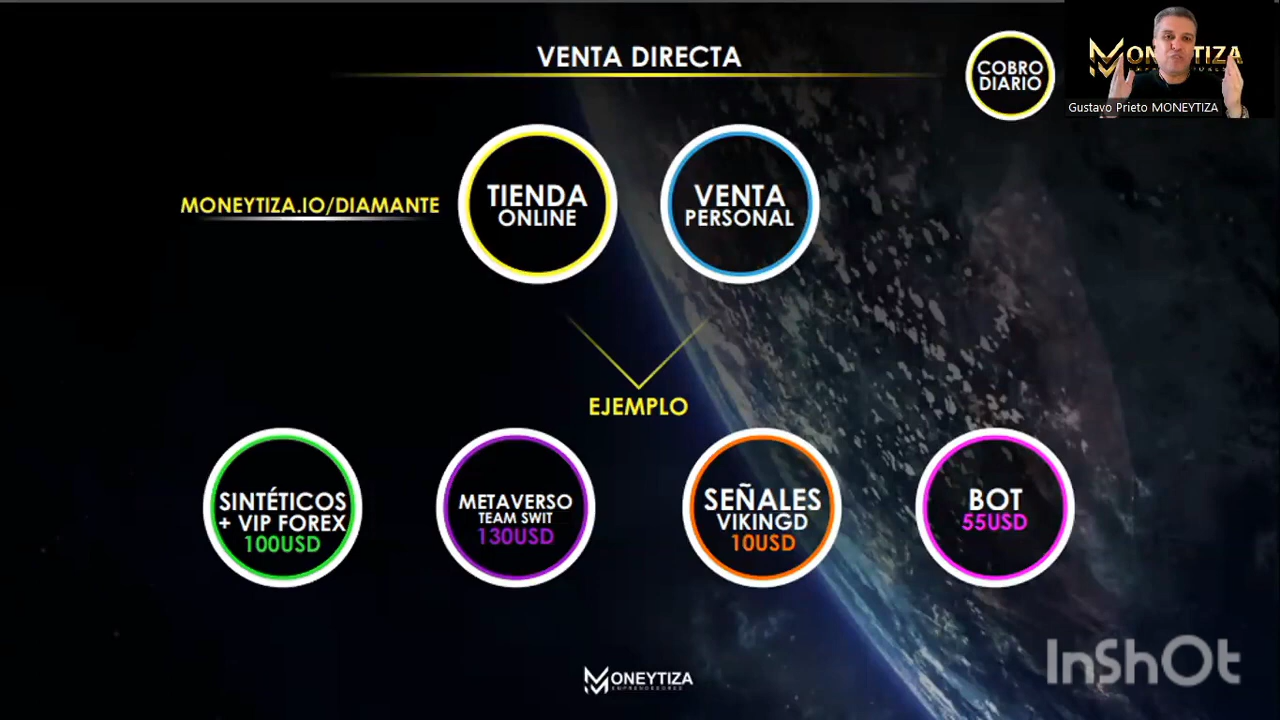 VENTA DIRECTA
COBRO
DIARIO
MONEYTIZA
Gustavo Prieto MONEYTIZA
MONEYTIZA.IO/DIAMANTE
TIENDA
ONLINE
VENTA
PERSONAL
EJEMPLO
SINTÉTICOS
+ VIP FOREX
100USD
METAVERSO
TEAM SWIT
130USD
SEÑALES
VIKINGD
10USD
BOT
55USD
MONEYTIZA
EMPRENDEDORES
InShOt